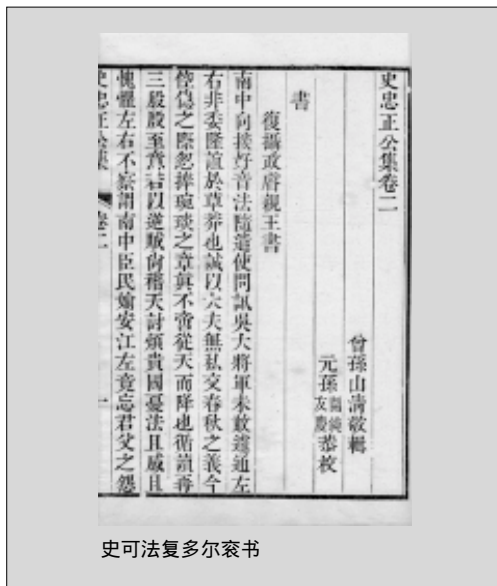 史忠正公集卷二
曾孫山清敬輯
元孫開純友慶恭校
書
復攝政睿親王書
南中向接好音法隨遣使問訊吳大將軍未敢遽通左
右非委隆誼於草莽也誠以大夫無私交春秋之義今
倥傯之際忽捧琬琰之章真不啻從天而降也循讀再
三殷殷至意若以逆賊尚稽天討煩貴國憂法且感且
愧懼左右不察謂南中臣民媮安江左竟忘君父之怨
史忠正公集 卷二 一
史可法复多尔衮书